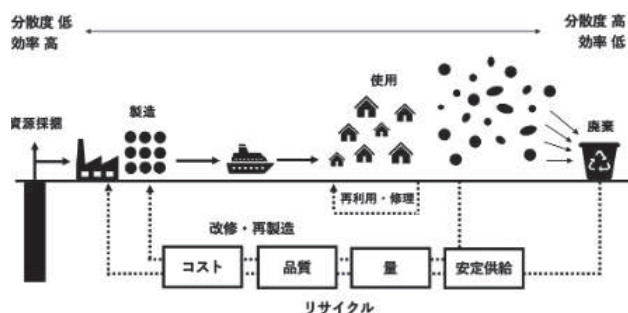 分散度 低
効率 高
分散度 高
効率 低
使用
製造
資源採掘
廃棄
再利用・修理
改修・再製造
コスト
品質
量
安定供給
リサイクル